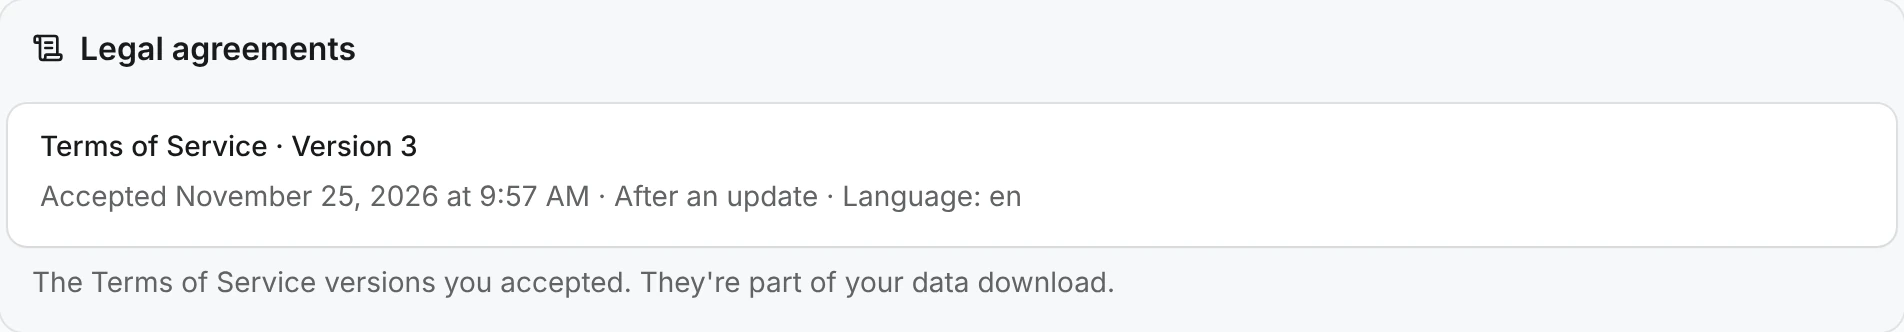 Legal agreements
Terms of Service · Version 3
Accepted November 25, 2026 at 9:57 AM · After an update · Language: en
The Terms of Service versions you accepted. They're part of your data download.